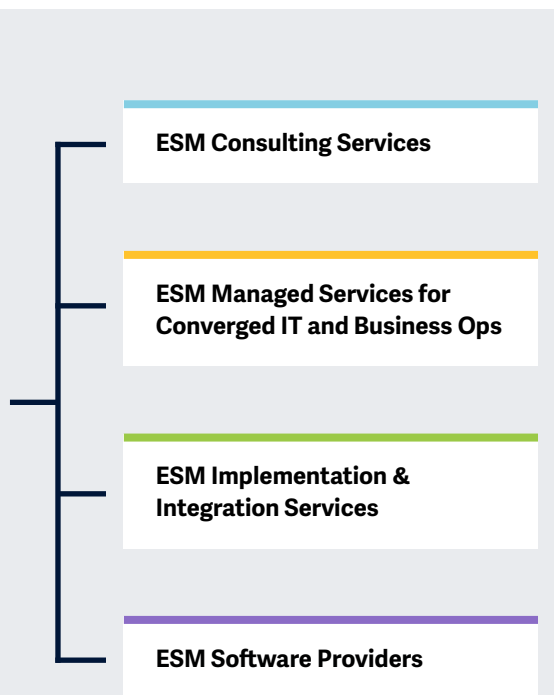 ESM Consulting Services
ESM Managed Services for
Converged IT and Business Ops
ESM Implementation &
Integration Services
ESM Software Providers